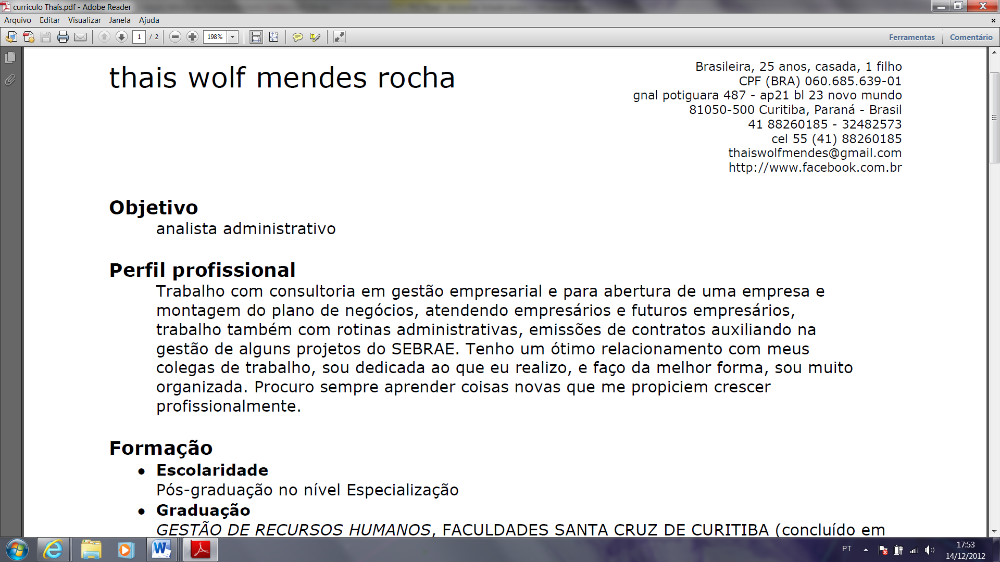 curriculo Thaís.pdf - Adobe Reader
Arquivo Editar Visualizar Janela Ajuda
1 / 2 198% Ferramentas Comentário
thais wolf mendes rocha
Brasileira, 25 anos, casada, 1 filho
CPF (BRA) 060.685.639-01
gnal potiguara 487 - ap21 bl 23 novo mundo
81050-500 Curitiba, Paraná - Brasil
41 88260185 - 32482573
cel 55 (41) 88260185
thaiswolfmendes@gmail.com
http://www.facebook.com.br
Objetivo
analista administrativo
Perfil profissional
Trabalho com consultoria em gestão empresarial e para abertura de uma empresa e
montagem do plano de negócios, atendendo empresários e futuros empresários,
trabalho também com rotinas administrativas, emissões de contratos auxiliando na
gestão de alguns projetos do SEBRAE. Tenho um ótimo relacionamento com meus
colegas de trabalho, sou dedicada ao que eu realizo, e faço da melhor forma, sou muito
organizada. Procuro sempre aprender coisas novas que me propiciem crescer
profissionalmente.
Formação
• Escolaridade
Pós-graduação no nível Especialização
• Graduação
GESTÃO DE RECURSOS HUMANOS, FACULDADES SANTA CRUZ DE CURITIBA (concluído em
PT
17:53
14/12/2012